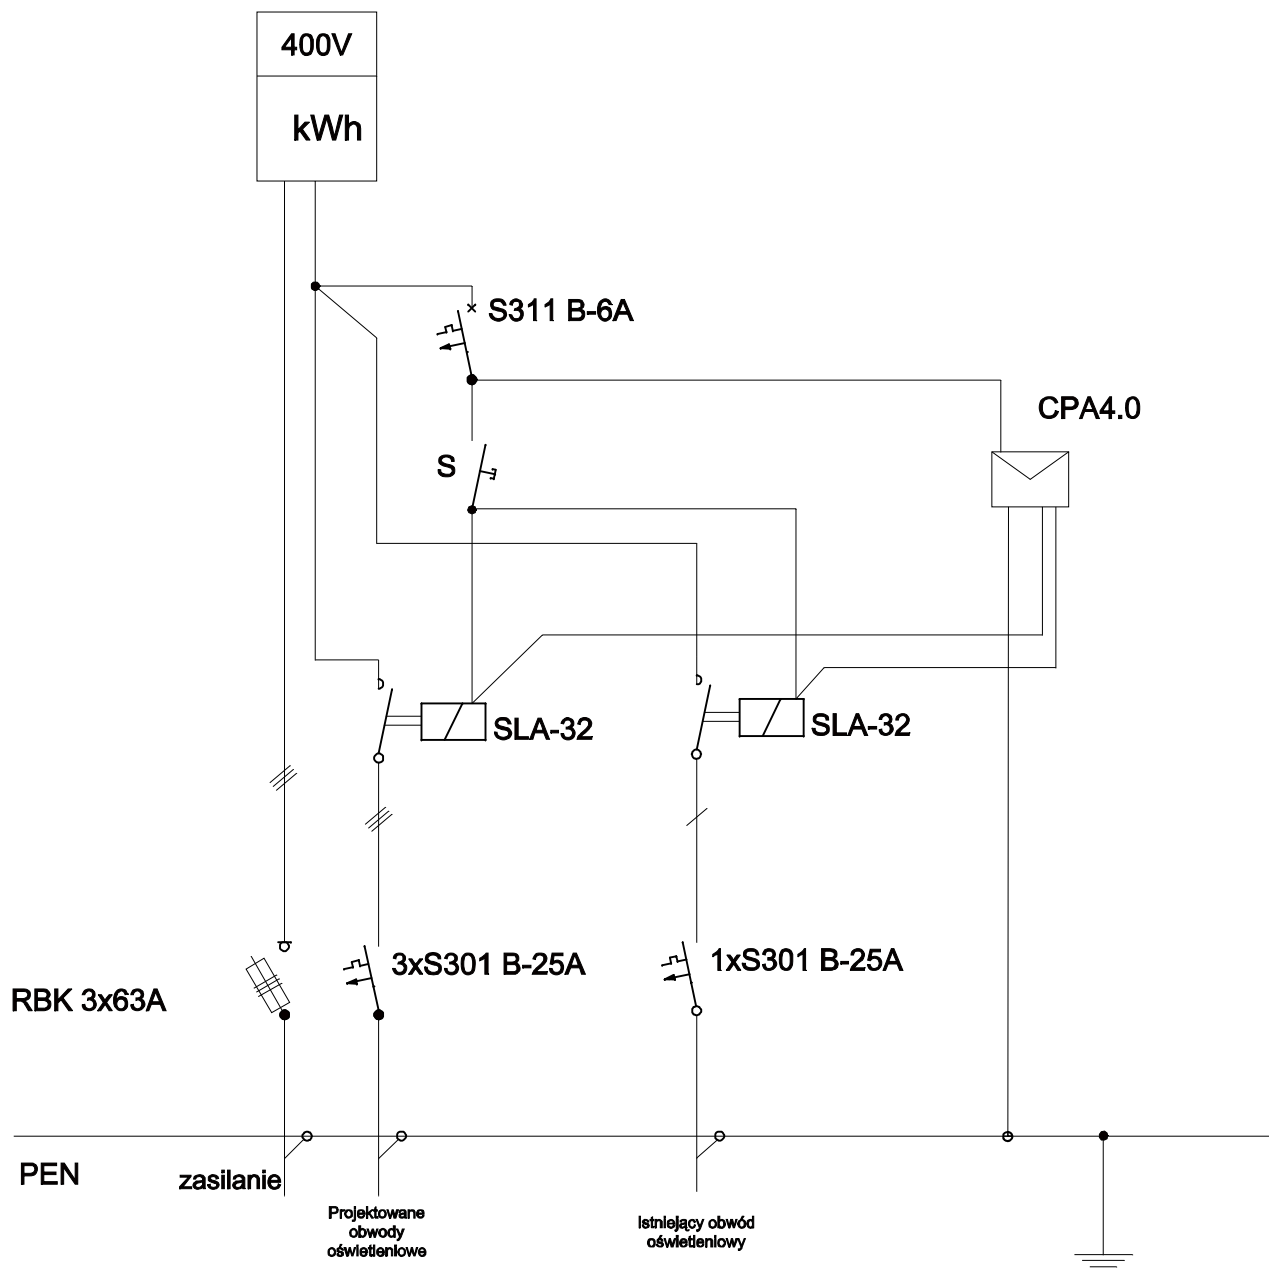 400V
kWh
S311 B-6A
CPA4.0
S
SLA-32
SLA-32
3xS301 B-25A
1xS301 B-25A
RBK 3x63A
PEN
zasilanie
Projektowane
obwody
oświetleniowe
Istniejący obwód
oświetleniowy